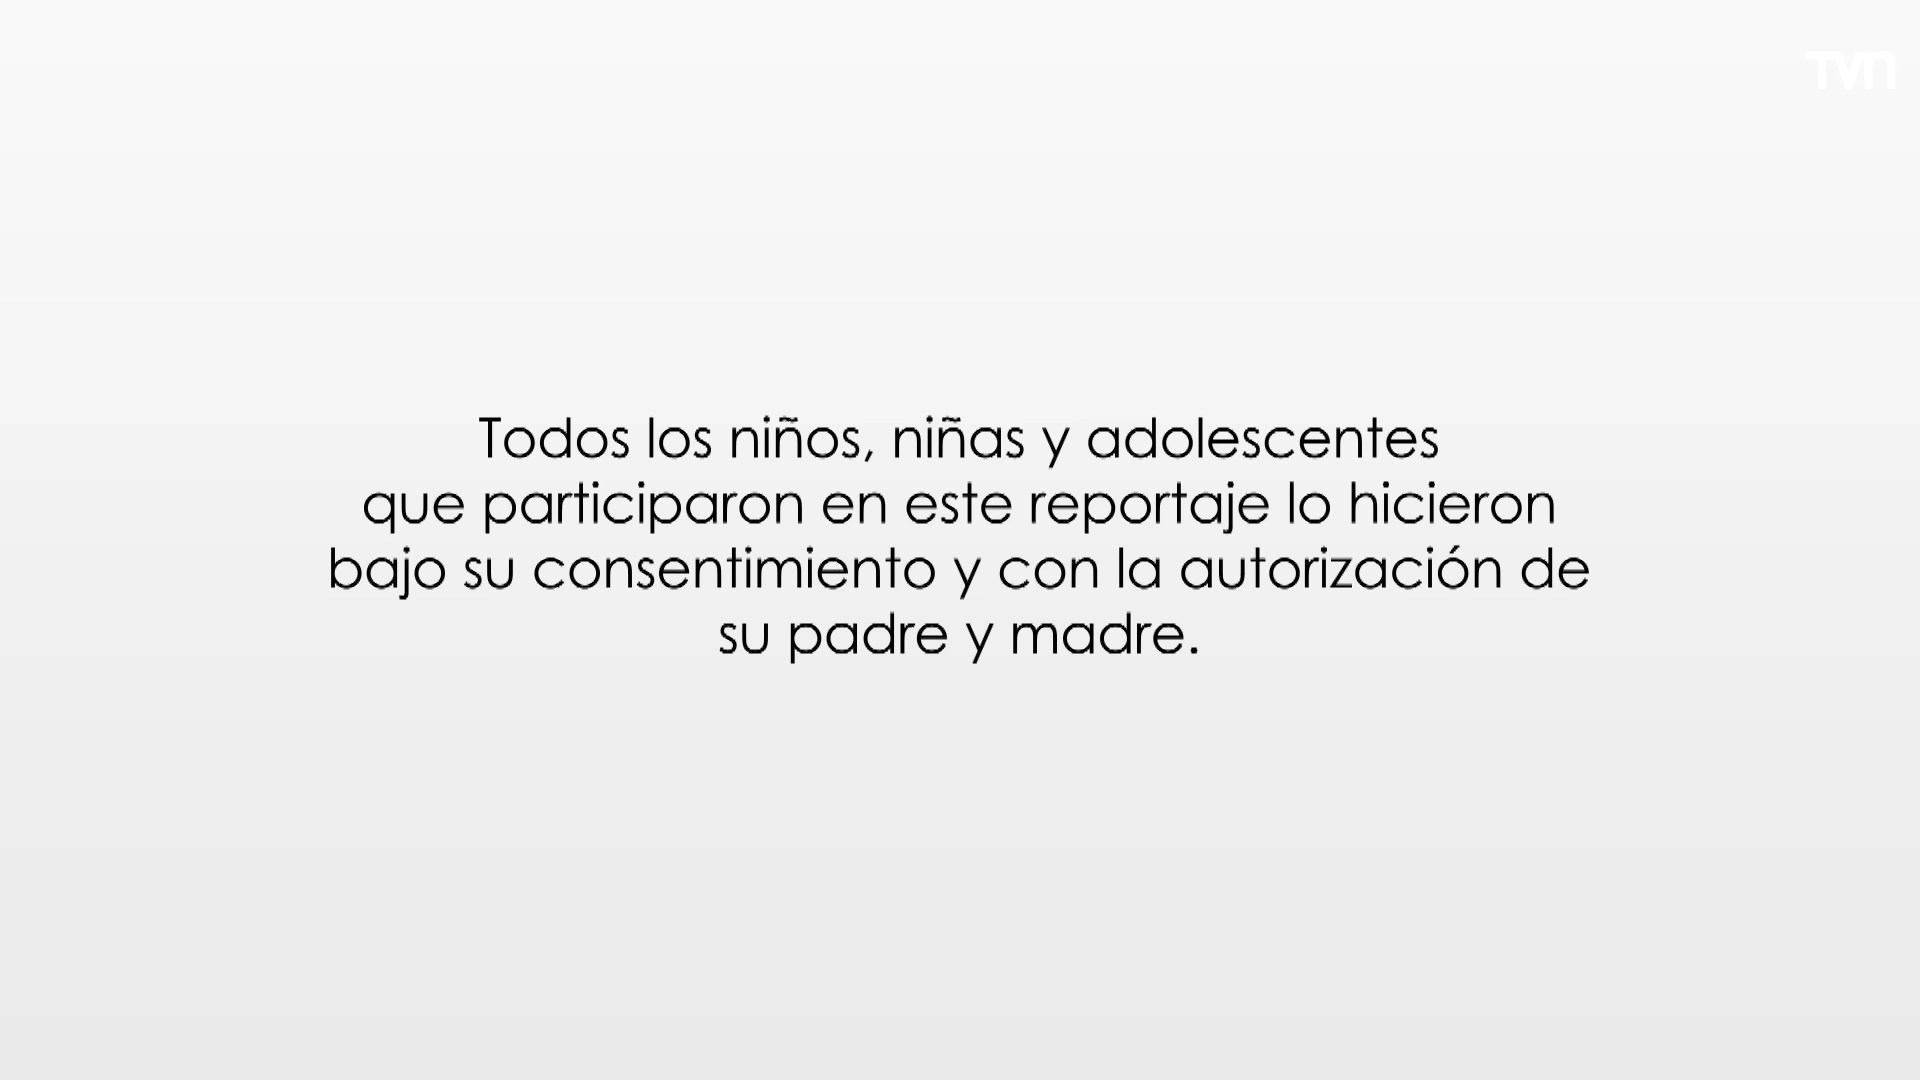 TVN
Todos los niños, niñas y adolescentes
que participaron en este reportaje lo hicieron
bajo su consentimiento y con la autorización de
su padre y madre.